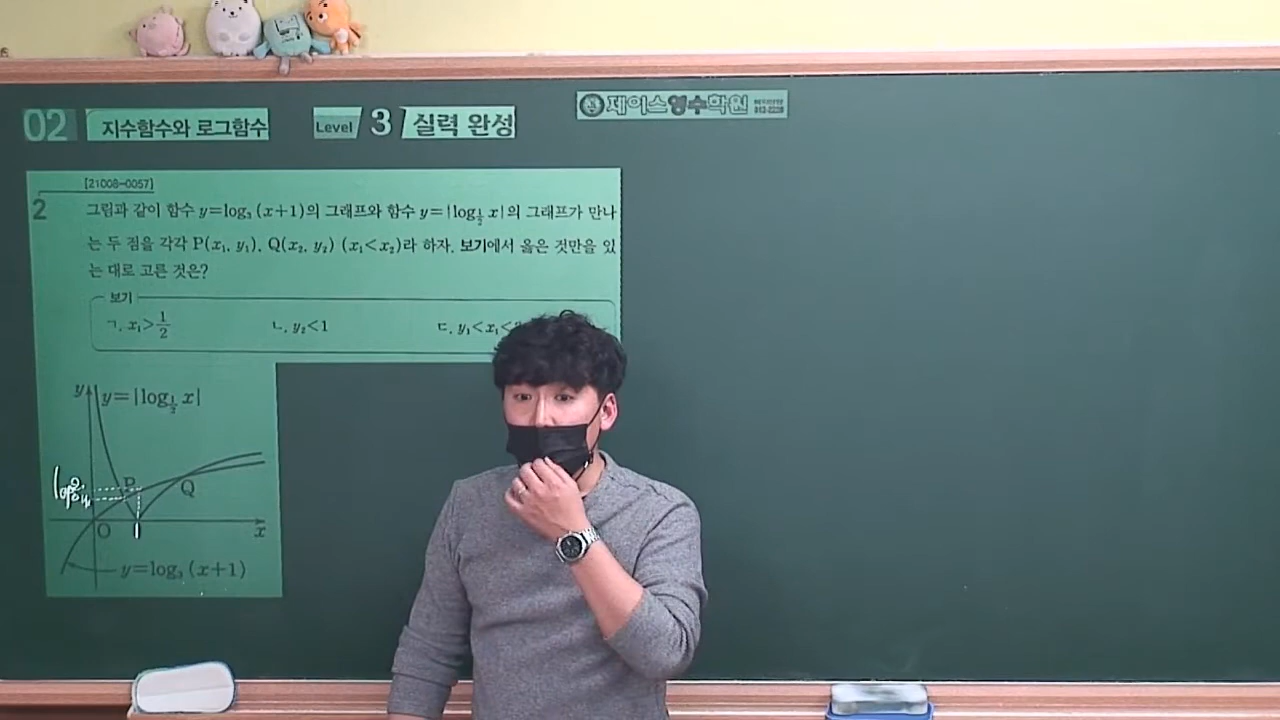 02 지수함수와 로그함수 Level 3 실력 완성
제이스영수학원
[21008-0057]
2 그림과 같이 함수 y=log₃(x+1)의 그래프와 함수 y=|log_{1/2} x|의 그래프가 만나
는 두 점을 각각 P(x₁, y₁), Q(x₂, y₂) (x₁<x₂)라 하자. 보기에서 옳은 것만을 있
는 대로 고른 것은?
보기
ㄱ. x₁>1/2 ㄴ. y₂<1 ㄷ. y₁<x₁<
y y=|log_{1/2} x|
P Q
O 1 x
y=log₃(x+1)